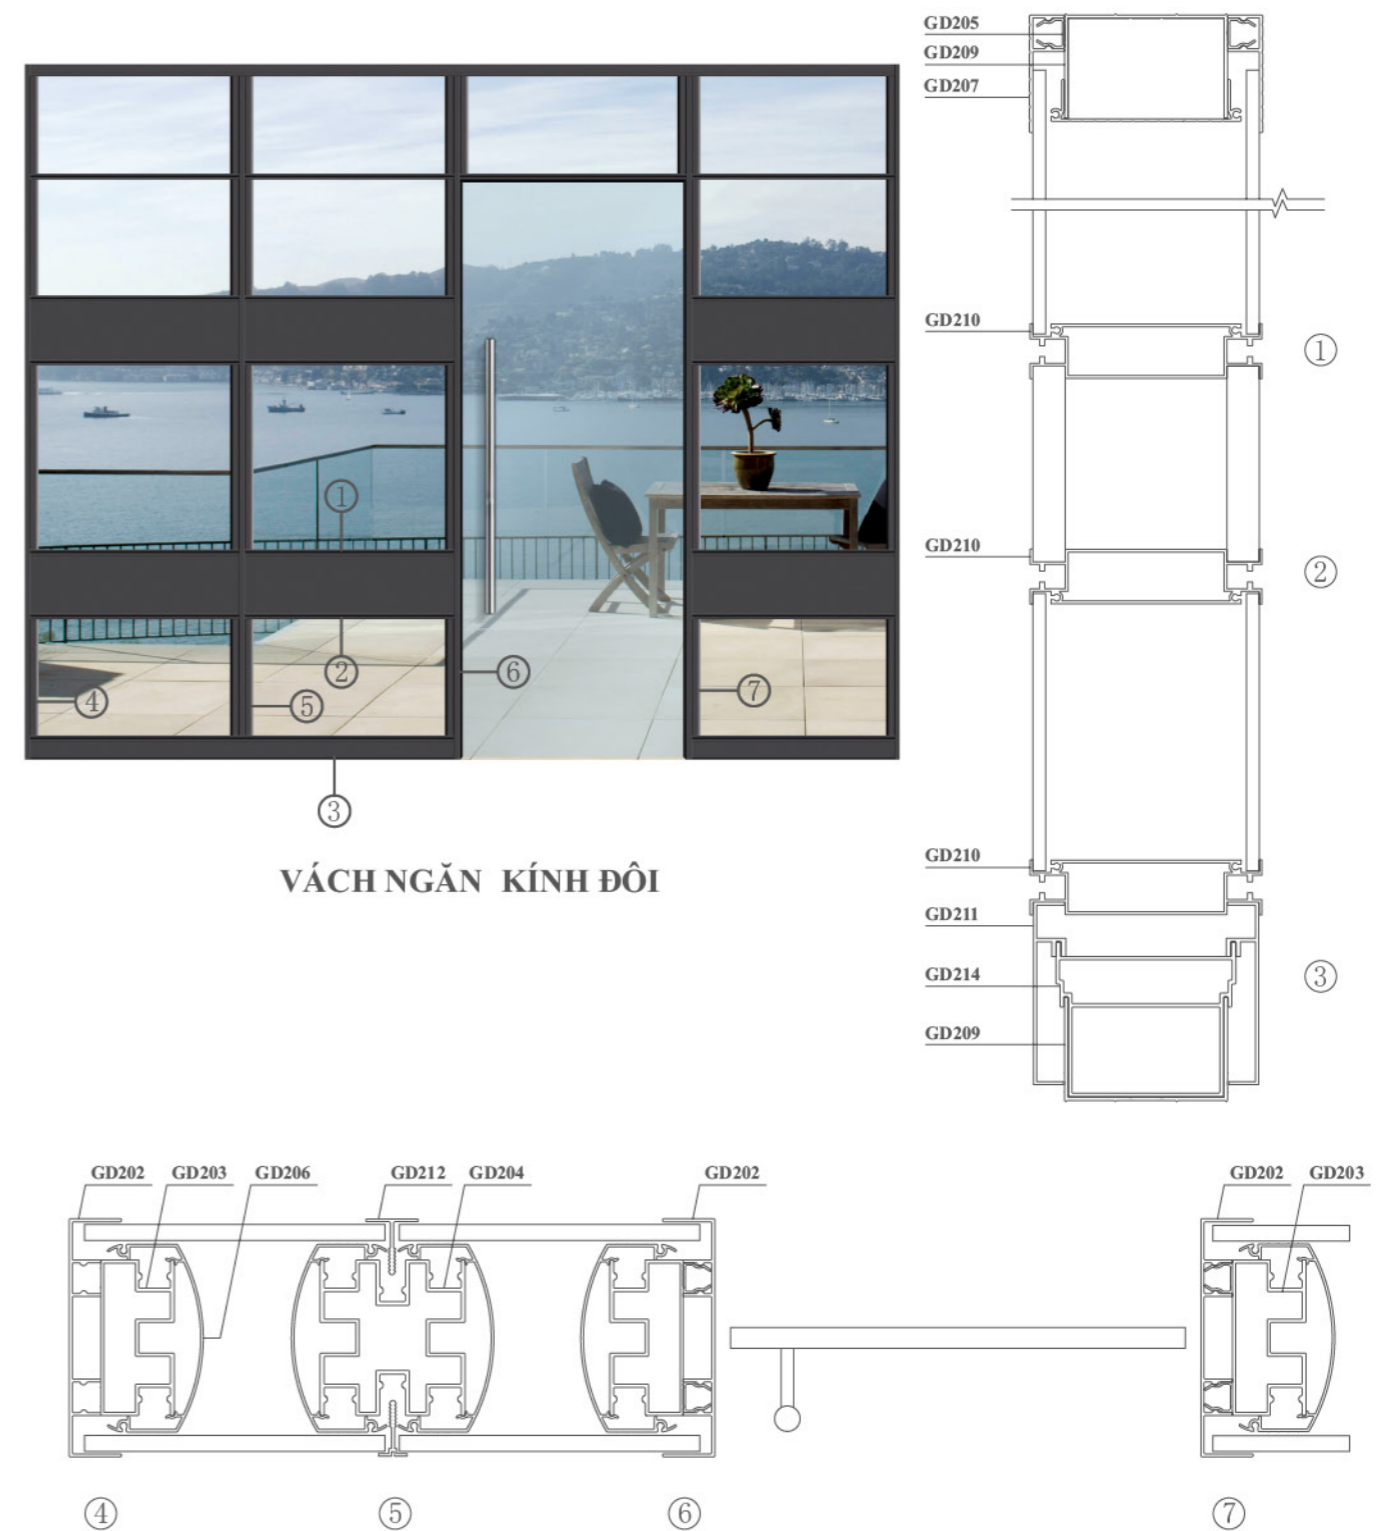 GD205
GD209
GD207
GD210
①
GD210
②
GD210
GD211
GD214
③
GD209
①
②
⑥
⑦
④
⑤
③
VÁCH NGĂN KÍNH ĐÔI
GD202 GD203 GD206 GD212 GD204 GD202 GD202 GD203
④ ⑤ ⑥ ⑦